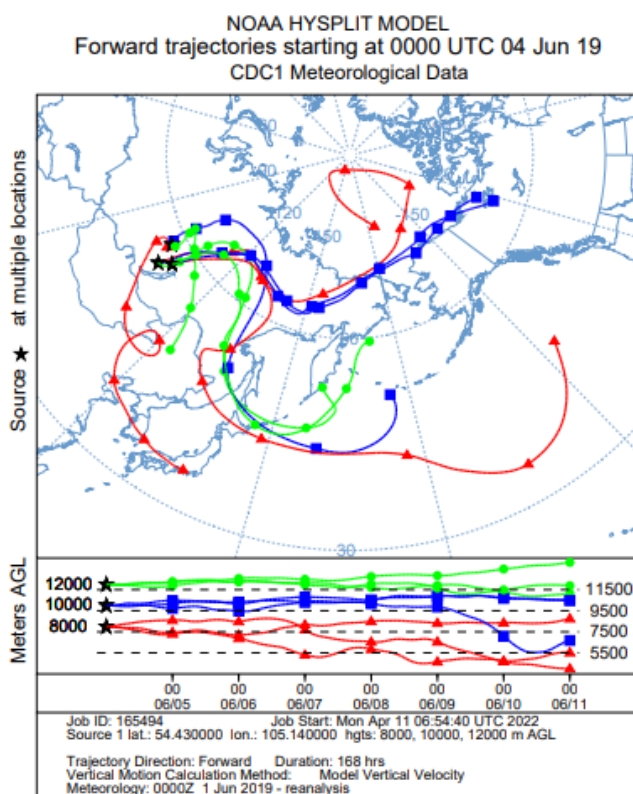 NOAA HYSPLIT MODEL
Forward trajectories starting at 0000 UTC 04 Jun 19
CDC1 Meteorological Data
Source ★ at multiple locations
120
150
30
Meters AGL
12000
10000
8000
11500
9500
7500
5500
00 00 00 00 00 00 00
06/05 06/06 06/07 06/08 06/09 06/10 06/11
Job ID: 165494 Job Start: Mon Apr 11 06:54:40 UTC 2022
Source 1 lat.: 54.430000 lon.: 105.140000 hgts: 8000, 10000, 12000 m AGL
Trajectory Direction: Forward Duration: 168 hrs
Vertical Motion Calculation Method: Model Vertical Velocity
Meteorology: 0000Z 1 Jun 2019 - reanalysis